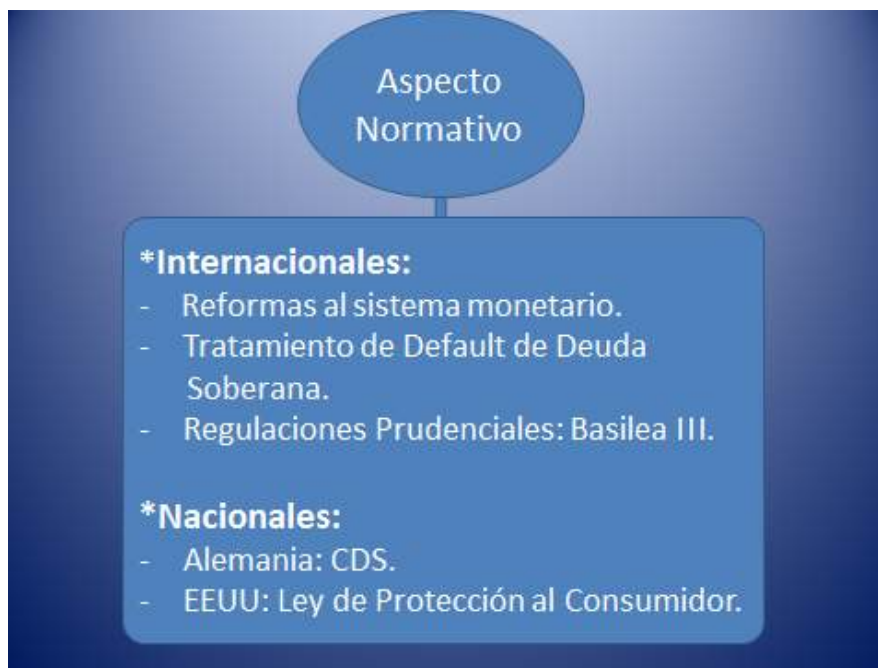 Aspecto
Normativo
*Internacionales:
- Reformas al sistema monetario.
- Tratamiento de Default de Deuda
Soberana.
- Regulaciones Prudenciales: Basilea III.
*Nacionales:
- Alemania: CDS.
- EEUU: Ley de Protección al Consumidor.